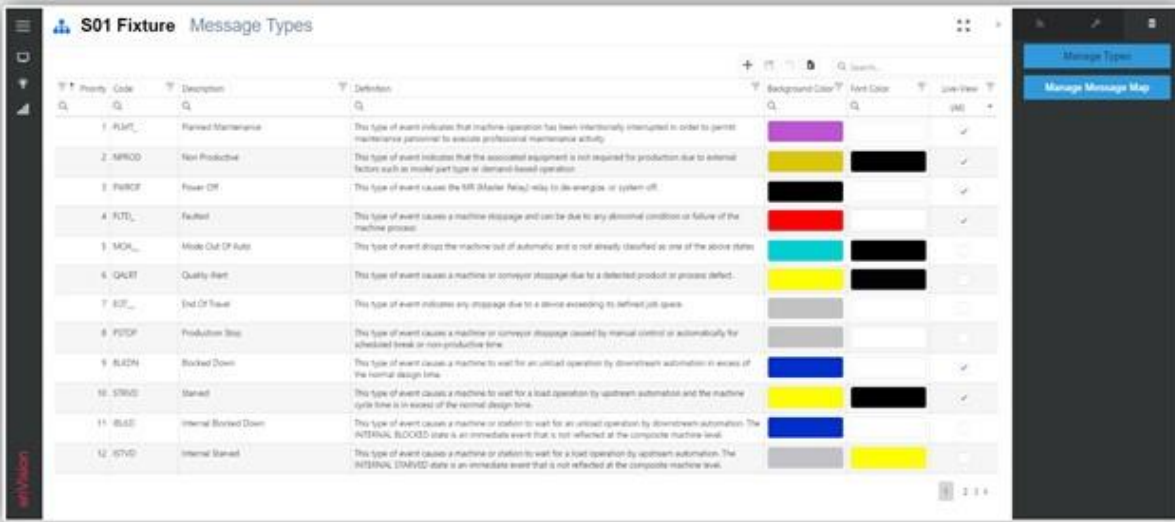 S01 Fixture Message Types
Search...
Manage Types
Manage Message Map
Priority Code Description Definition Background Color Font Color Live-View
(All)
1 PLMT_ Planned Maintenance This type of event indicates that machine operation has been intentionally interrupted in order to permit
maintenance personnel to execute professional maintenance activity.
2 NPROD Non Productive This type of event indicates that the associated equipment is not required for production due to external
factors such as model part type or demand-based operation
3 PWROF Power Off This type of event causes the MR (Master Relay) relay to de-energize, or system off.
4 FLTD_ Faulted This type of event causes a machine stoppage and can be due to any abnormal condition or failure of the
machine process
5 MOA__ Mode Out Of Auto This type of event drops the machine out of automatic and is not already classified as one of the above states
6 QALRT Quality Alert This type of event causes a machine or conveyor stoppage due to a detected product or process defect.
7 EOT__ End Of Travel This type of event indicates any stoppage due to a device exceeding its defined job space.
8 PSTOP Production Stop This type of event causes a machine or conveyor stoppage caused by manual control or automatically for
scheduled break or non-productive time.
9 BLKDN Blocked Down This type of event causes a machine to wait for an unload operation by downstream automation in excess of
the normal design time.
10 STRVD Starved This type of event causes a machine to wait for a load operation by upstream automation and the machine
cycle time is in excess of the normal design time.
11 Internal Blocked Down This type of event causes a machine or station to wait for an unload operation by downstream automation. The
INTERNAL BLOCKED state is an immediate event that is not reflected at the composite machine level.
12 ISTVD Internal Starved This type of event causes a machine or station to wait for a load operation by upstream automation. The
INTERNAL STARVED state is an immediate event that is not reflected at the composite machine level.
enVision
1 2 3